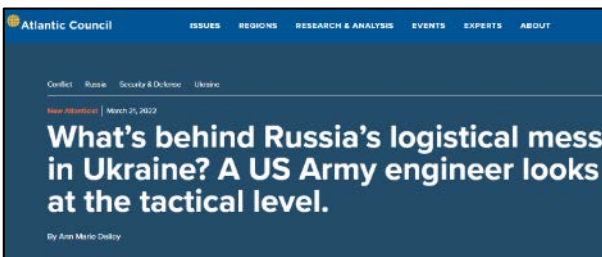 Atlantic Council
ISSUES REGIONS RESEARCH & ANALYSIS EVENTS EXPERTS ABOUT
Conflict Russia Security & Defense Ukraine
New Atlanticist | March 21, 2022
What's behind Russia's logistical mess
in Ukraine? A US Army engineer looks
at the tactical level.
By Ann Marie Dailey